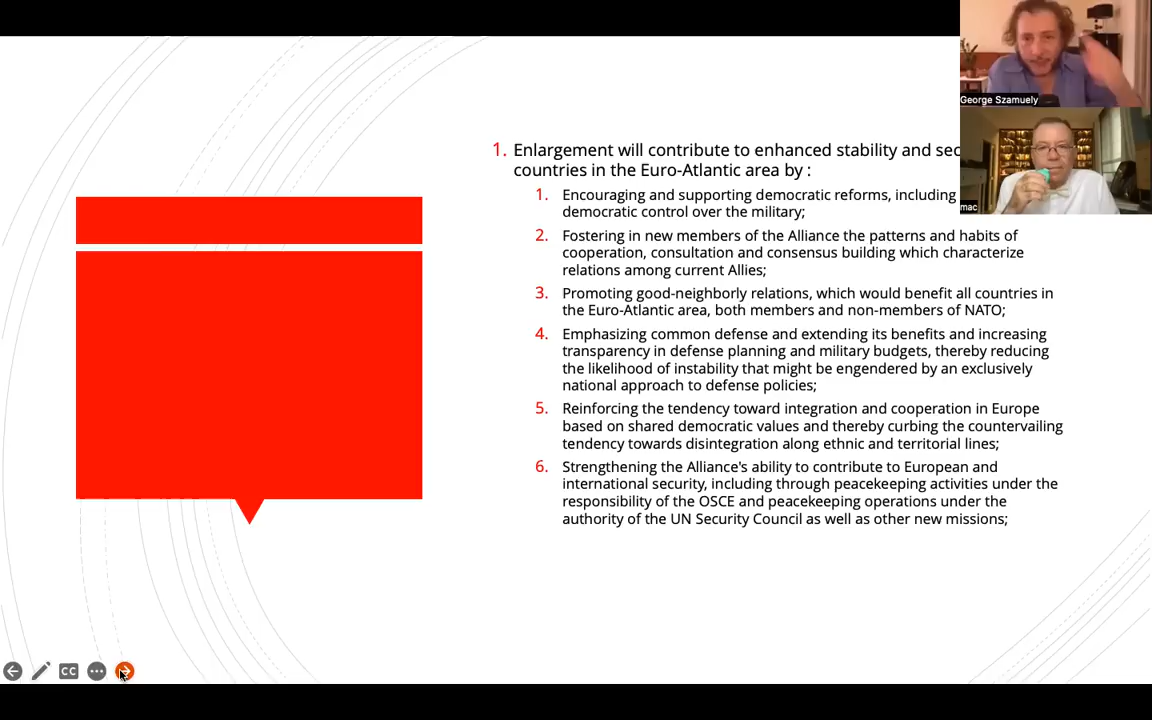 George Szamuely
mac
1. Enlargement will contribute to enhanced stability and sec
countries in the Euro-Atlantic area by :
1. Encouraging and supporting democratic reforms, including
democratic control over the military;
2. Fostering in new members of the Alliance the patterns and habits of
cooperation, consultation and consensus building which characterize
relations among current Allies;
3. Promoting good-neighborly relations, which would benefit all countries in
the Euro-Atlantic area, both members and non-members of NATO;
4. Emphasizing common defense and extending its benefits and increasing
transparency in defense planning and military budgets, thereby reducing
the likelihood of instability that might be engendered by an exclusively
national approach to defense policies;
5. Reinforcing the tendency toward integration and cooperation in Europe
based on shared democratic values and thereby curbing the countervailing
tendency towards disintegration along ethnic and territorial lines;
6. Strengthening the Alliance's ability to contribute to European and
international security, including through peacekeeping activities under the
responsibility of the OSCE and peacekeeping operations under the
authority of the UN Security Council as well as other new missions;
CC